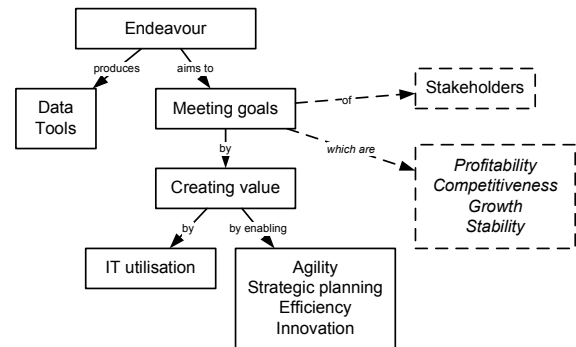 Endeavour
produces
aims to
Data
Tools
Meeting goals
of
Stakeholders
by
which are
Profitability
Competitiveness
Growth
Stability
Creating value
by
by enabling
IT utilisation
Agility
Strategic planning
Efficiency
Innovation